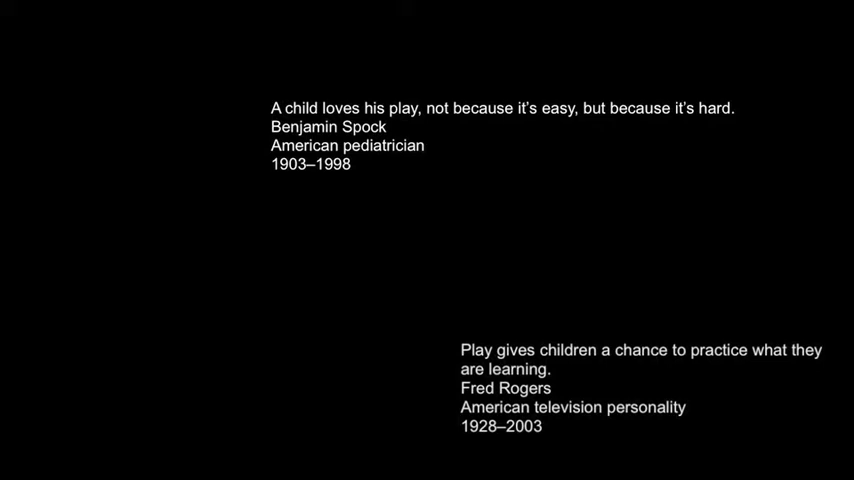 A child loves his play, not because it’s easy, but because it’s hard.
Benjamin Spock
American pediatrician
1903–1998
Play gives children a chance to practice what they
are learning.
Fred Rogers
American television personality
1928–2003